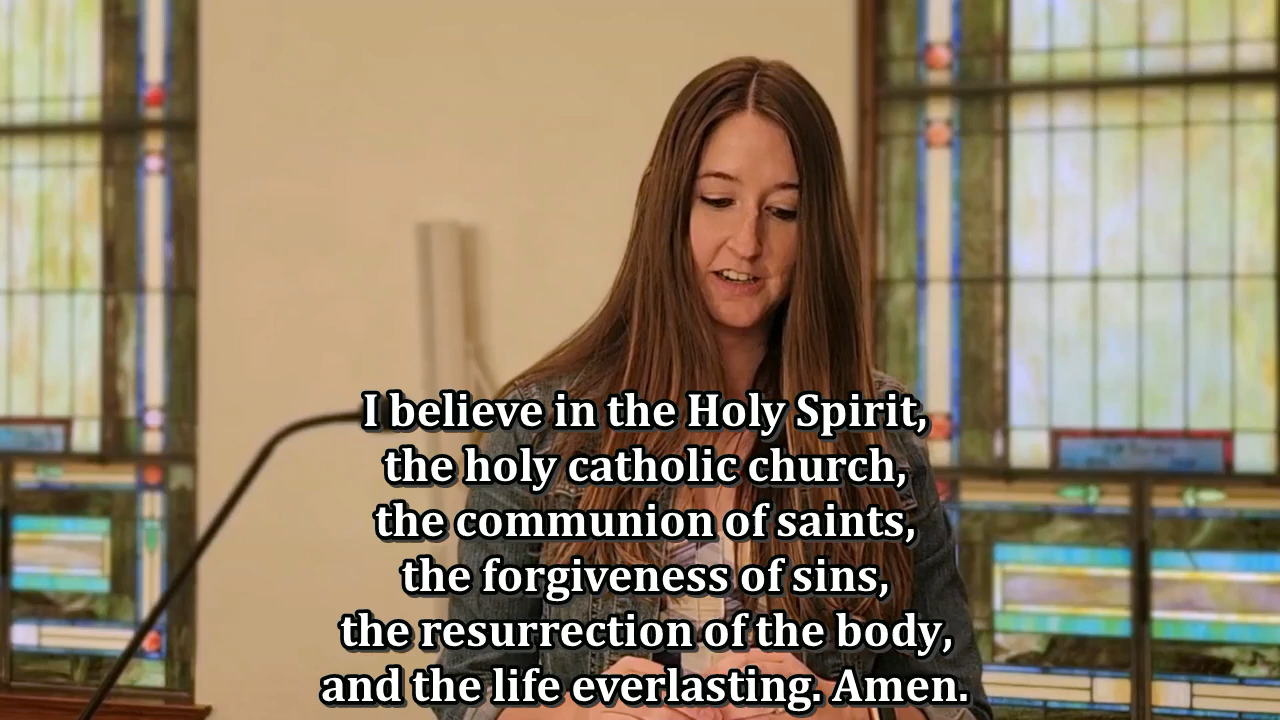 I believe in the Holy Spirit,
the holy catholic church,
the communion of saints,
the forgiveness of sins,
the resurrection of the body,
and the life everlasting. Amen.